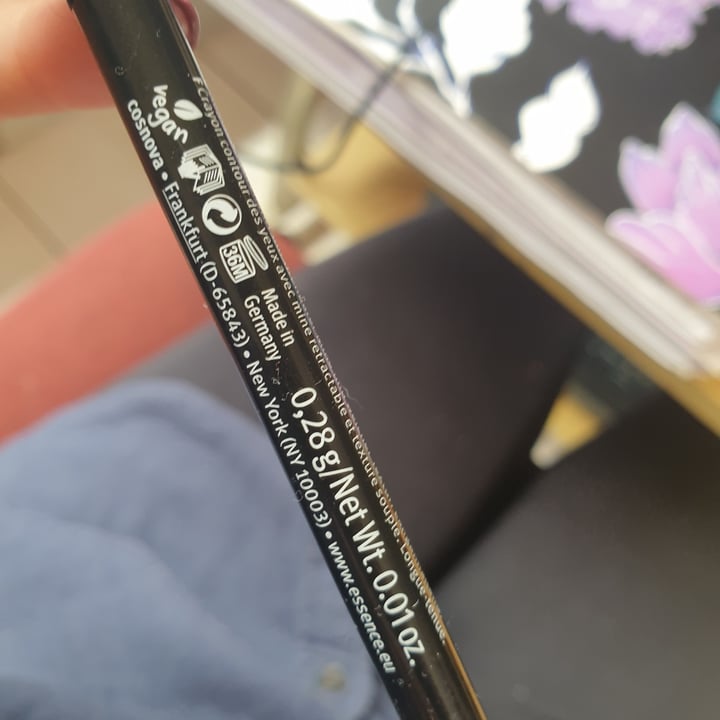 F Crayon contour des yeux avec mine rétractable et texture souple. Longue tenue.
vegan
36M
Made in
Germany
0,28 g/Net Wt. 0.01 oz.
cosnova • Frankfurt (D-65843) • New York (NY 10003) • www.essence.eu